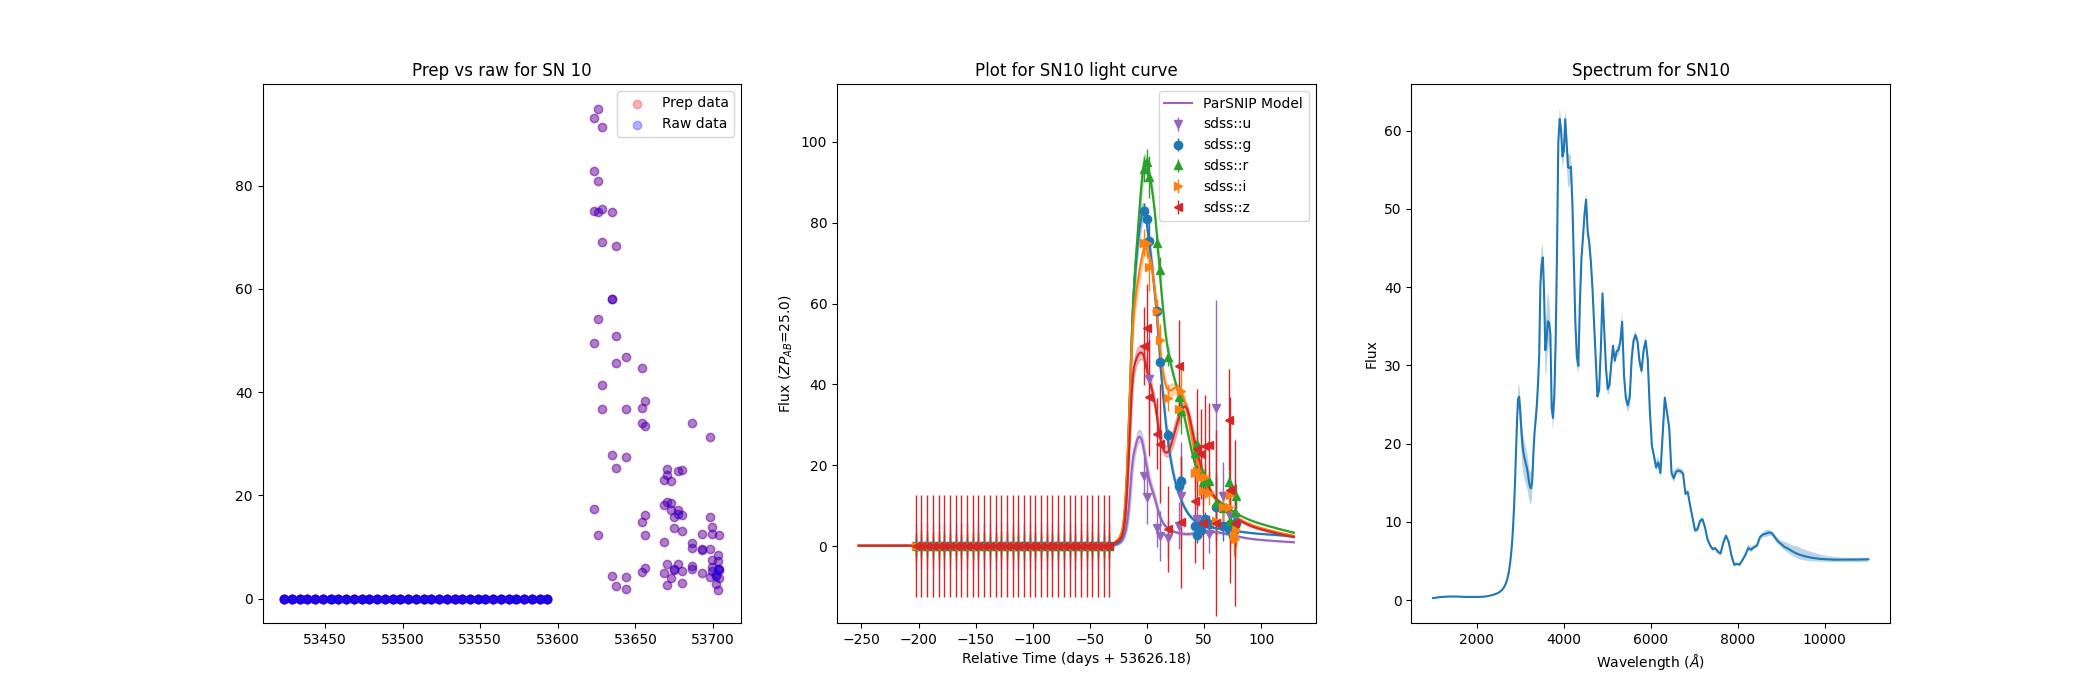 Prep vs raw for SN 10
Prep data
Raw data
80
60
40
20
0
53450
53500
53550
53600
53650
53700
Plot for SN10 light curve
ParSNIP Model
sdss::u
sdss::g
sdss::r
sdss::i
sdss::z
Flux (ZP_AB=25.0)
100
80
60
40
20
0
−250
−200
−150
−100
−50
0
50
100
Relative Time (days + 53626.18)
Spectrum for SN10
Flux
60
50
40
30
20
10
0
2000
4000
6000
8000
10000
Wavelength (Å)